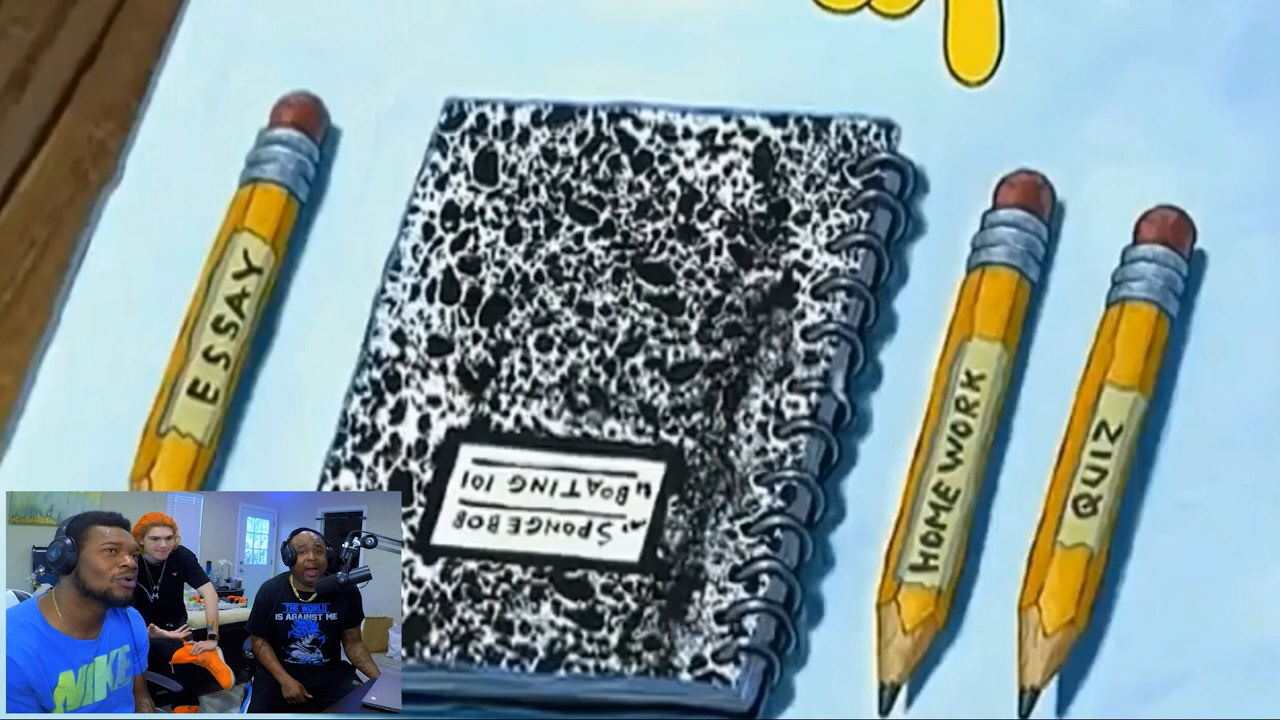 ESSAY
SPONGEBOB
BOATING 101
HOMEWORK
QUIZ
NIKE
THE WORLD
IS AGAINST ME